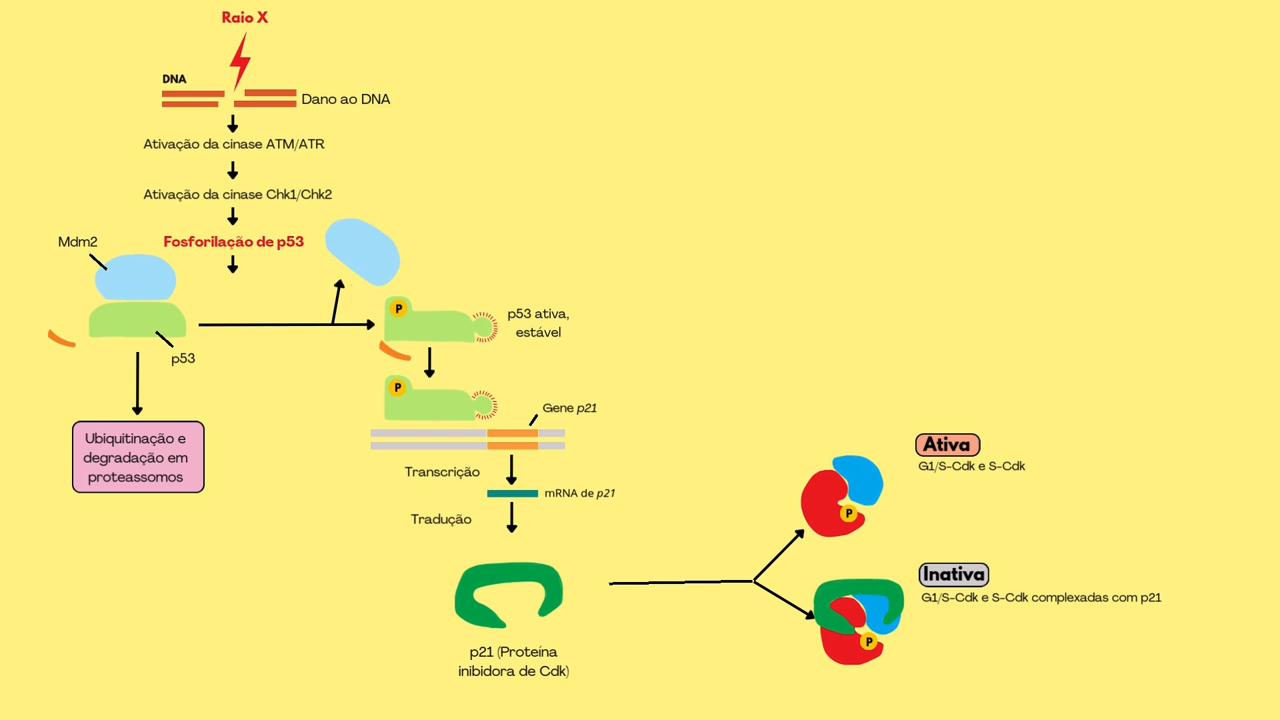 Raio X
DNA
Dano ao DNA
Ativação da cinase ATM/ATR
Ativação da cinase Chk1/Chk2
Fosforilação de p53
Mdm2
p53
Ubiquitinação e
degradação em
proteassomos
P
p53 ativa,
estável
P
Gene p21
Transcrição
mRNA de p21
Tradução
p21 (Proteína
inibidora de Cdk)
Ativa
G1/S-Cdk e S-Cdk
P
Inativa
G1/S-Cdk e S-Cdk complexadas com p21
P